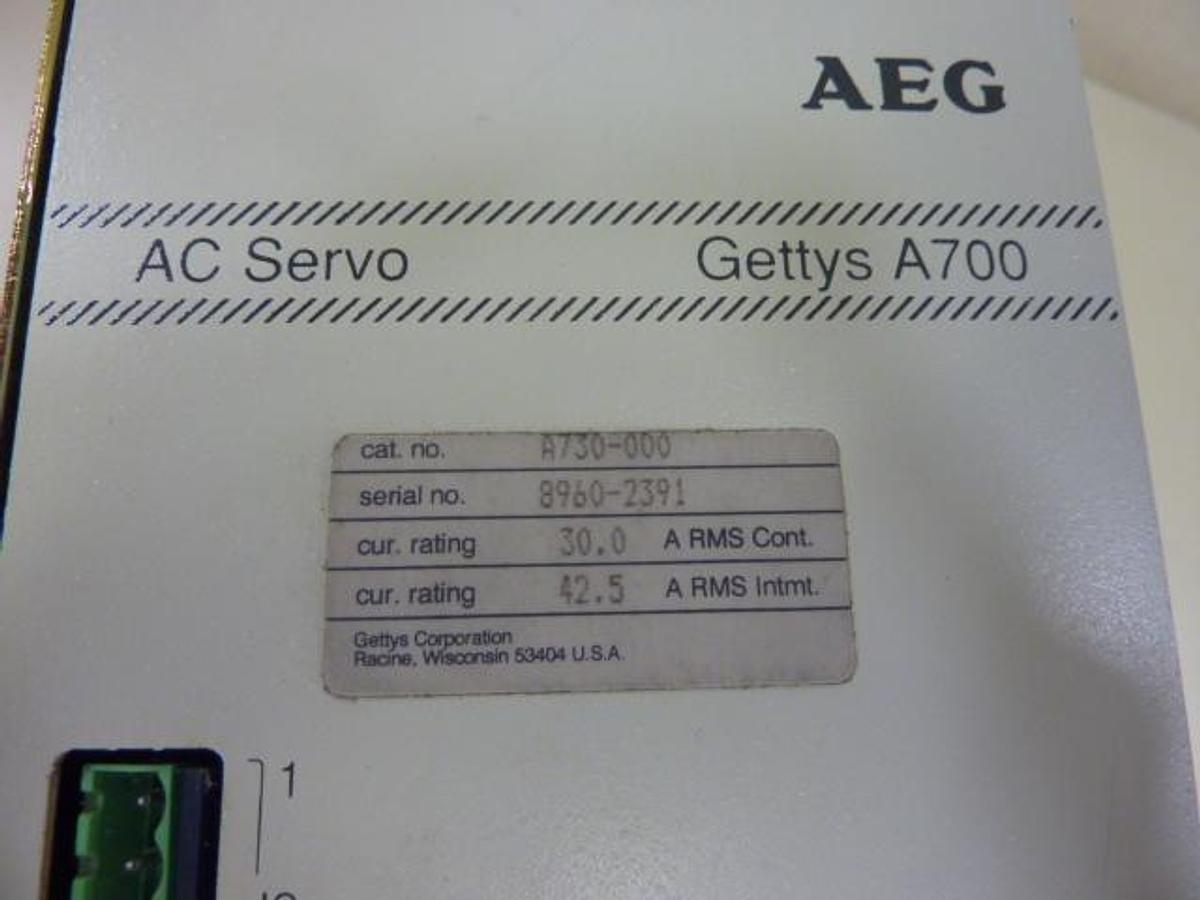 AEG
AC Servo Gettys A700
cat. no. A730-000
serial no. 8960-2391
cur. rating 30.0 A RMS Cont.
cur. rating 42.5 A RMS Intmt.
Gettys Corporation
Racine, Wisconsin 53404 U.S.A.
1